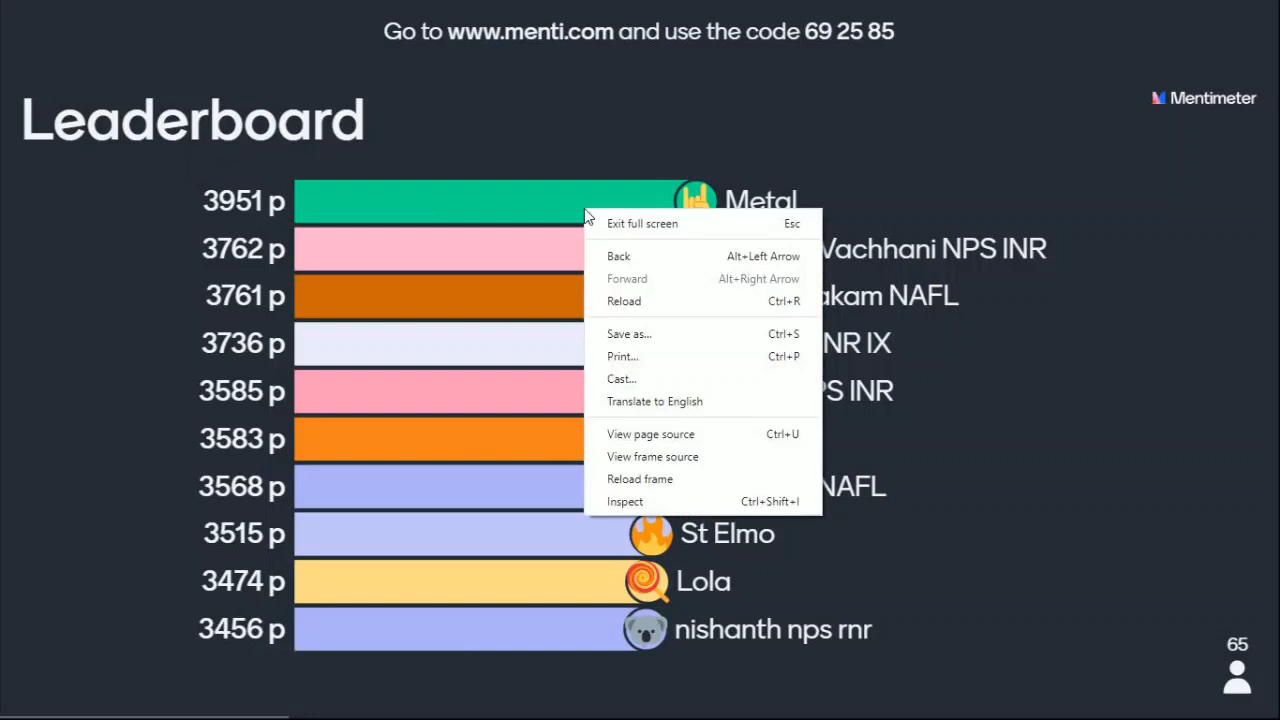 Go to www.menti.com and use the code 69 25 85
Mentimeter
Leaderboard
3951 p Metal
3762 p Vachhani NPS INR
3761 p NAFL
3736 p IX
3585 p INR
3583 p
3568 p NAFL
3515 p St Elmo
3474 p Lola
3456 p nishanth nps rnr
Exit full screen Esc
Back Alt+Left Arrow
Forward Alt+Right Arrow
Reload Ctrl+R
Save as... Ctrl+S
Print... Ctrl+P
Cast...
Translate to English
View page source Ctrl+U
View frame source
Reload frame
Inspect Ctrl+Shift+I
65